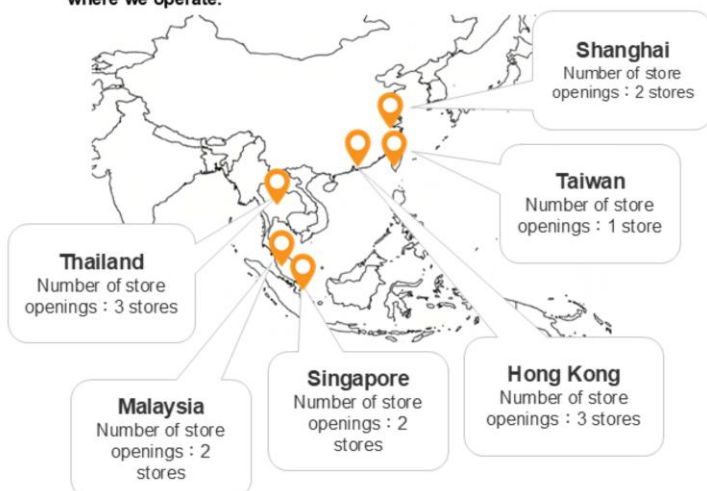 where we operate.
Shanghai
Number of store
openings：2 stores
Taiwan
Number of store
openings：1 store
Thailand
Number of store
openings：3 stores
Malaysia
Number of store
openings：2
stores
Singapore
Number of store
openings：2
stores
Hong Kong
Number of store
openings：3 stores